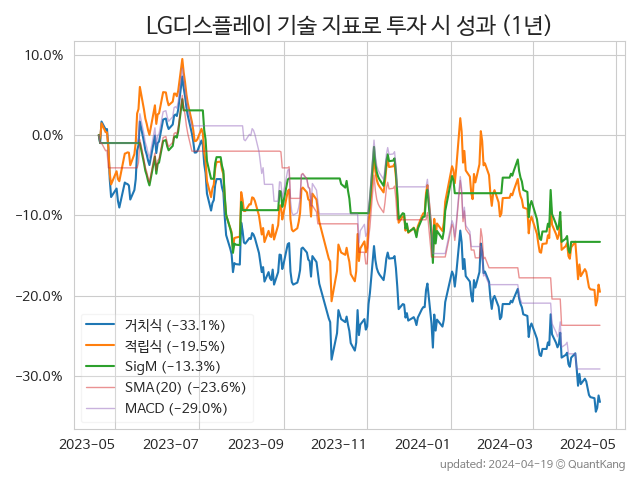 LG디스플레이 기술 지표로 투자 시 성과 (1년)
10.0%
0.0%
−10.0%
−20.0%
−30.0%
거치식 (−33.1%)
적립식 (−19.5%)
SigM (−13.3%)
SMA(20) (−23.6%)
MACD (−29.0%)
2023-05 2023-07 2023-09 2023-11 2024-01 2024-03 2024-05
updated: 2024-04-19 @ QuantKang